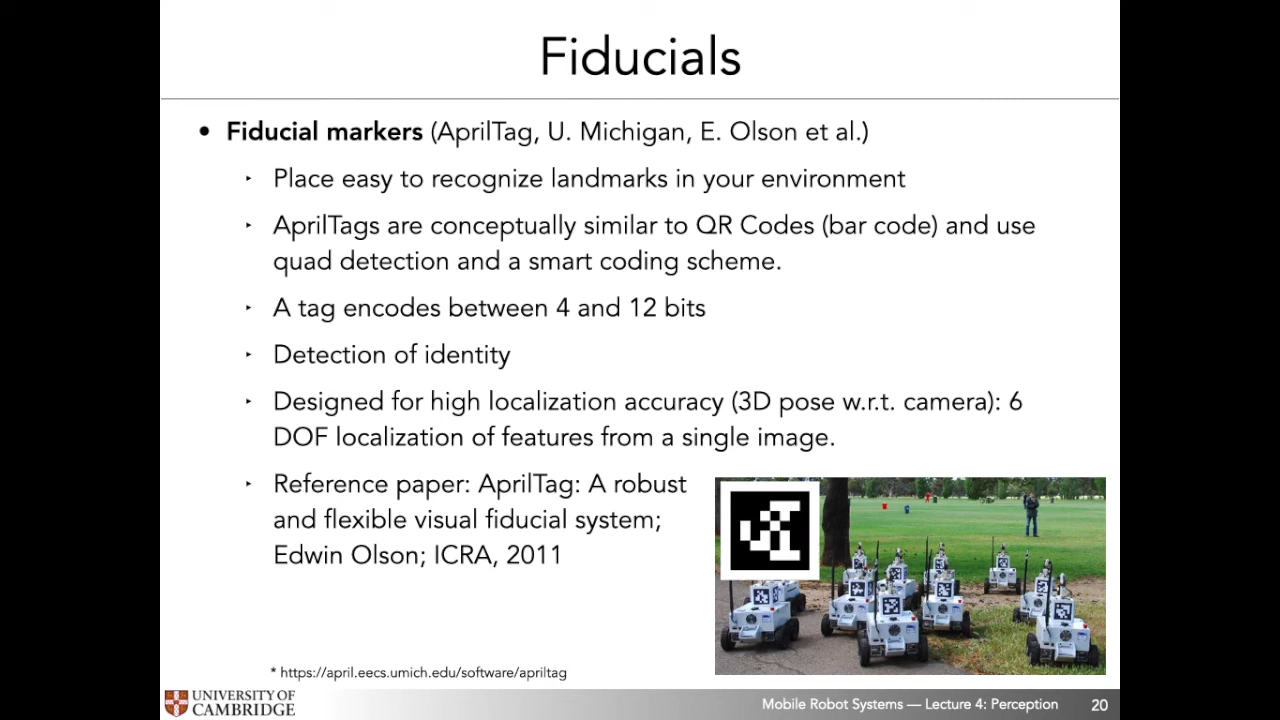 Fiducials
• Fiducial markers (AprilTag, U. Michigan, E. Olson et al.)
‣ Place easy to recognize landmarks in your environment
‣ AprilTags are conceptually similar to QR Codes (bar code) and use
quad detection and a smart coding scheme.
‣ A tag encodes between 4 and 12 bits
‣ Detection of identity
‣ Designed for high localization accuracy (3D pose w.r.t. camera): 6
DOF localization of features from a single image.
‣ Reference paper: AprilTag: A robust
and flexible visual fiducial system;
Edwin Olson; ICRA, 2011
* https://april.eecs.umich.edu/software/apriltag
UNIVERSITY OF
CAMBRIDGE
Mobile Robot Systems — Lecture 4: Perception 20